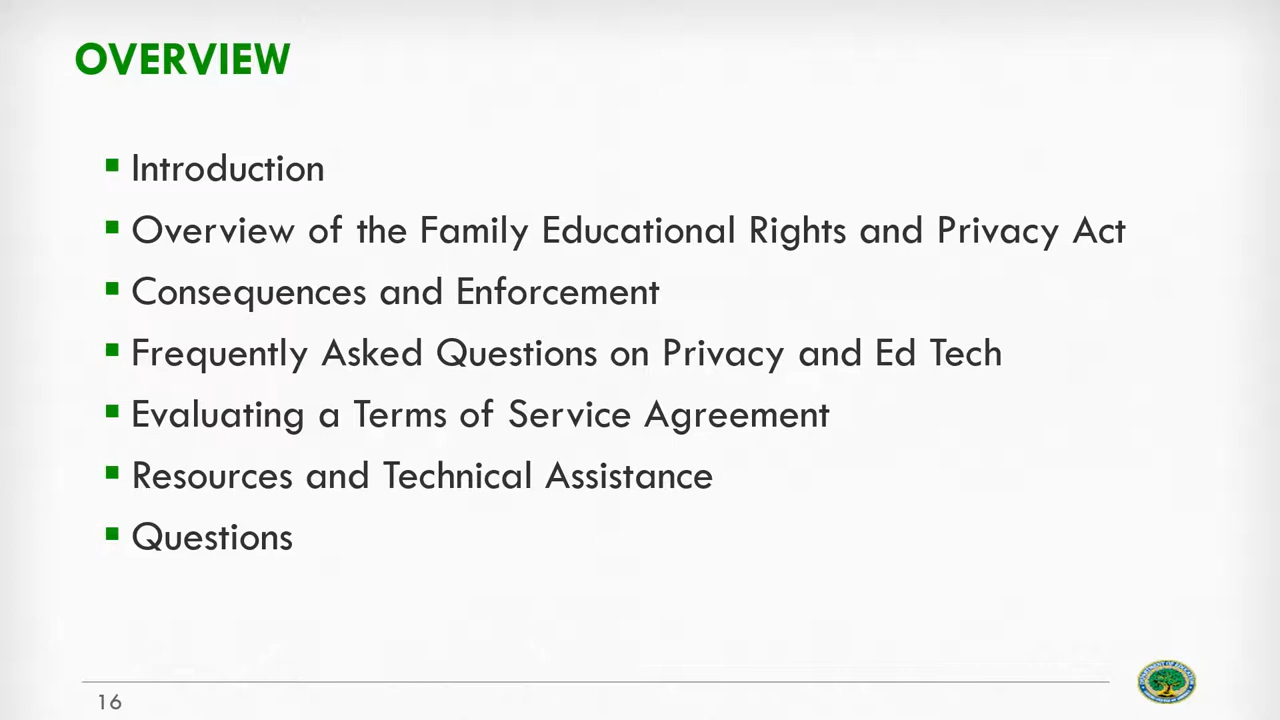 OVERVIEW
Introduction
Overview of the Family Educational Rights and Privacy Act
Consequences and Enforcement
Frequently Asked Questions on Privacy and Ed Tech
Evaluating a Terms of Service Agreement
Resources and Technical Assistance
Questions
16